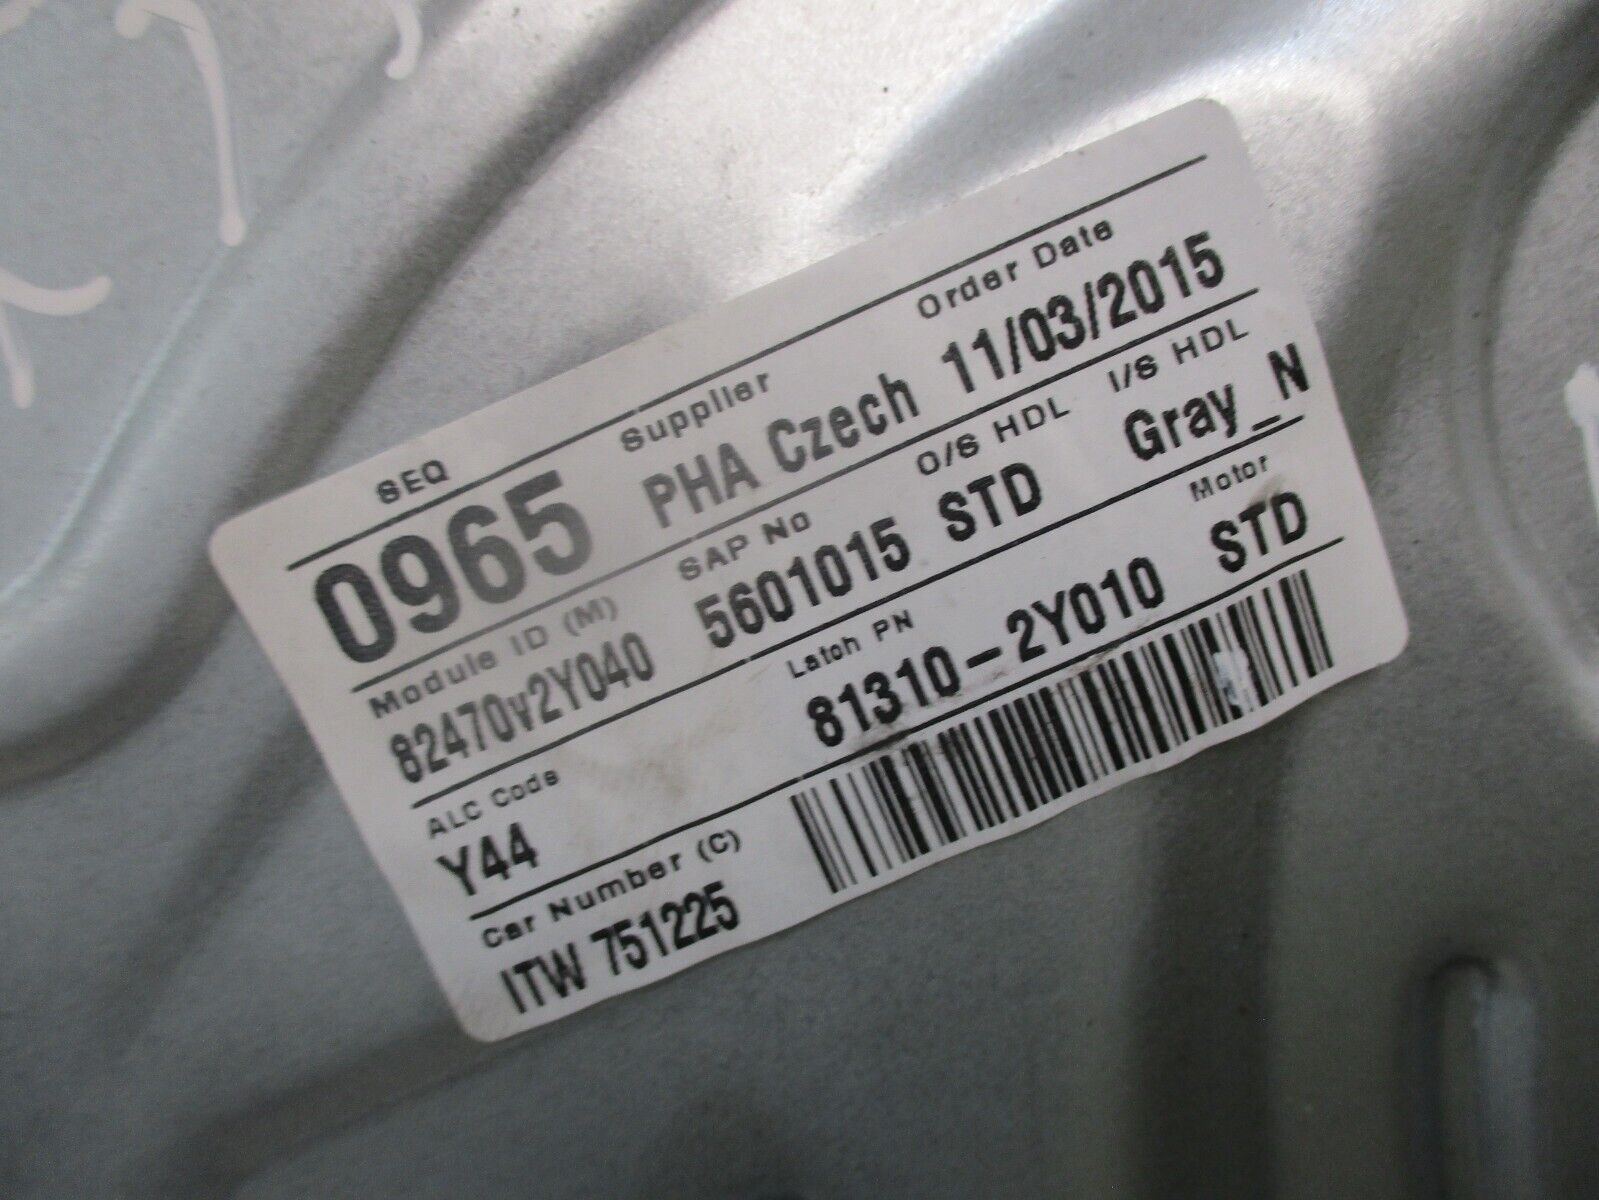 SEQ Supplier Order Date
0965 PHA Czech 11/03/2015
Module ID (M) SAP No O/S HDL I/S HDL
82470v2Y040 5601015 STD Gray_N
ALC Code Latch PN Motor
Y44 81310-2Y010 STD
Car Number (C)
ITW 751225